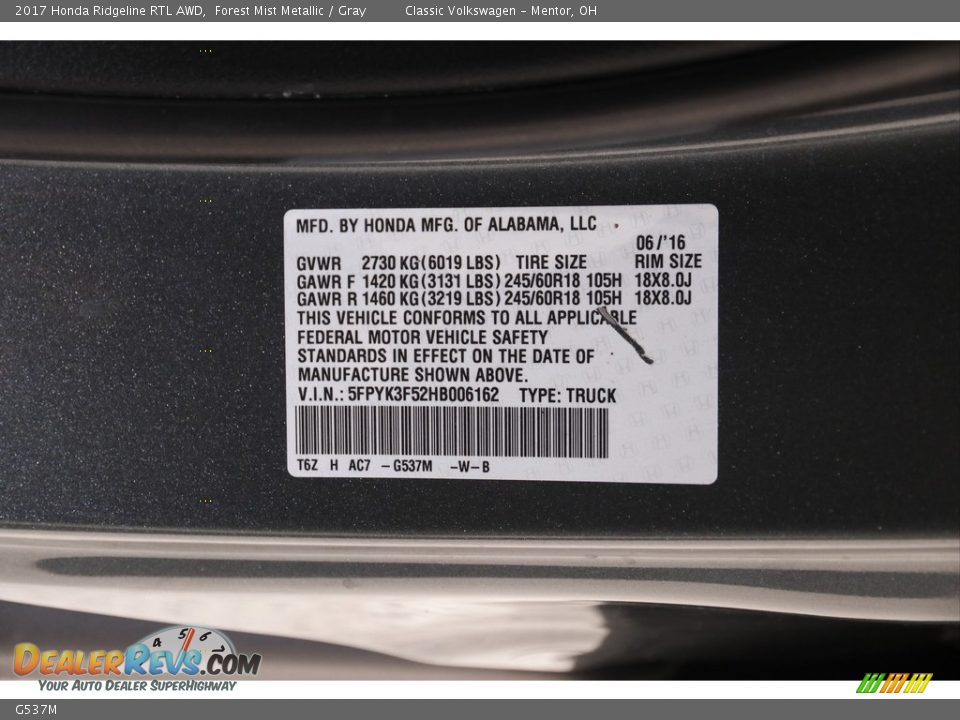 2017 Honda Ridgeline RTL AWD, Forest Mist Metallic / Gray Classic Volkswagen – Mentor, OH
MFD. BY HONDA MFG. OF ALABAMA, LLC
06/'16
GVWR 2730 KG(6019 LBS) TIRE SIZE RIM SIZE
GAWR F 1420 KG(3131 LBS) 245/60R18 105H 18X8.0J
GAWR R 1460 KG(3219 LBS) 245/60R18 105H 18X8.0J
THIS VEHICLE CONFORMS TO ALL APPLICABLE
FEDERAL MOTOR VEHICLE SAFETY
STANDARDS IN EFFECT ON THE DATE OF
MANUFACTURE SHOWN ABOVE.
V.I.N.: 5FPYK3F52HB006162 TYPE: TRUCK
T6Z H AC7 –G537M –W–B
4 5 6
DEALERREVS.COM
YOUR AUTO DEALER SUPERHIGHWAY
G537M